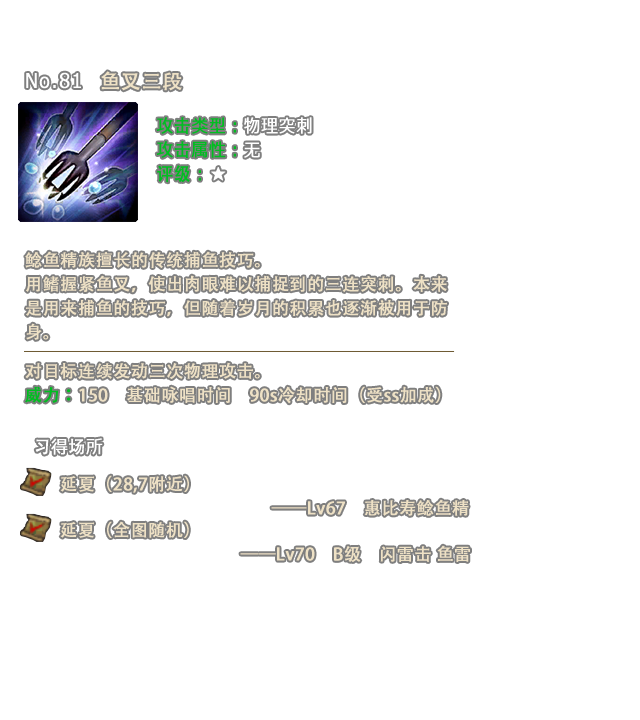 No.81 鱼叉三段
攻击类型：物理突刺
攻击属性：无
评级：☆
鲶鱼精族擅长的传统捕鱼技巧。
用鳍握紧鱼叉，使出肉眼难以捕捉到的三连突刺。本来
是用来捕鱼的技巧，但随着岁月的积累也逐渐被用于防
身。
对目标连续发动三次物理攻击。
威力：150 基础咏唱时间 90s冷却时间（受ss加成）
习得场所
延夏（28,7附近）
——Lv67 惠比寿鲶鱼精
延夏（全图随机）
——Lv70 B级 闪雷击 鱼雷